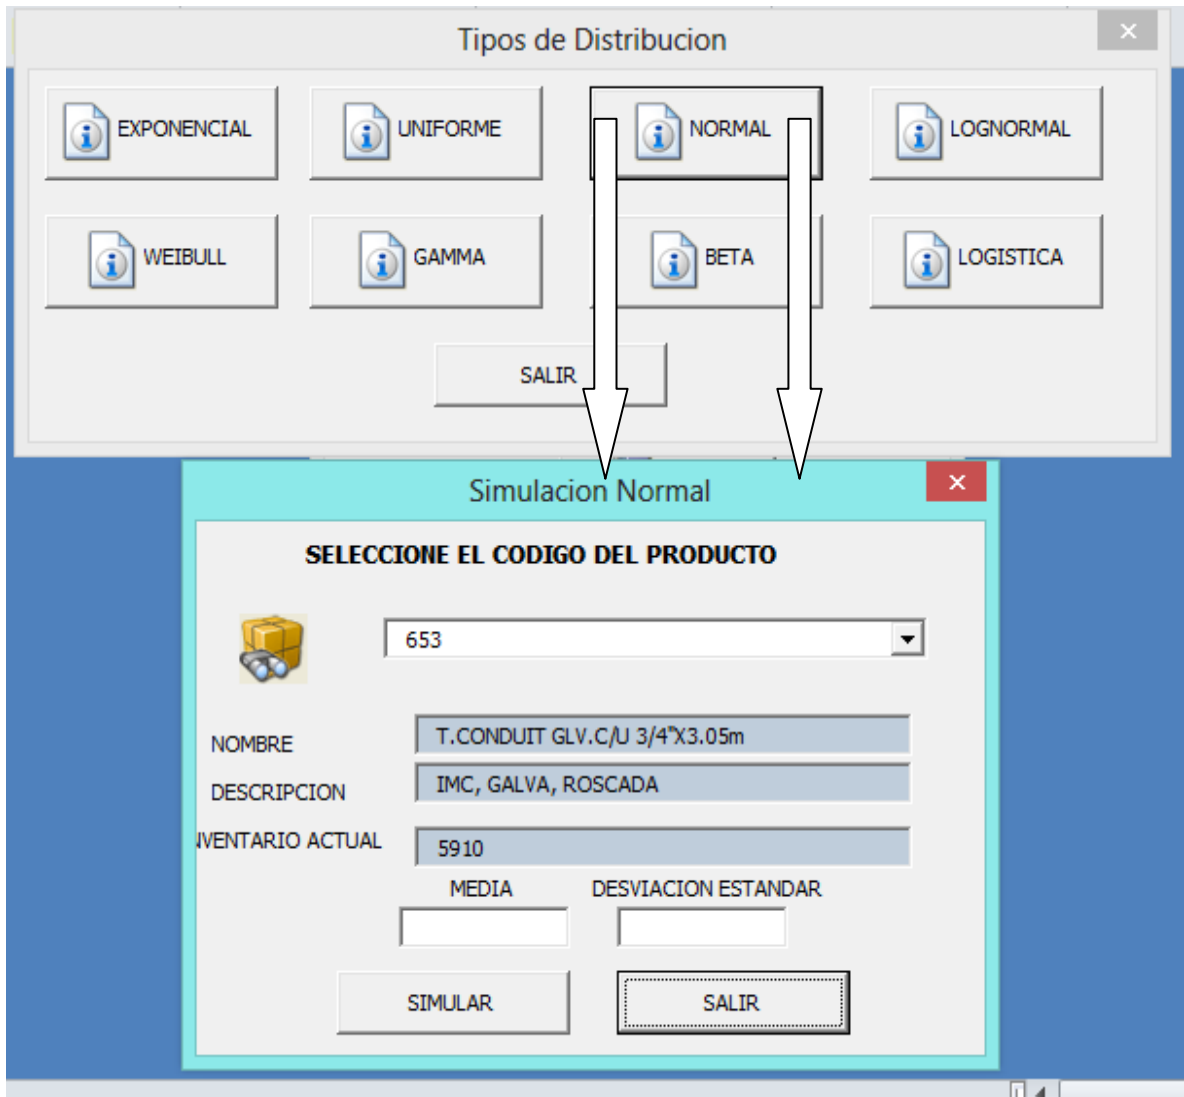 Tipos de Distribucion
EXPONENCIAL
UNIFORME
NORMAL
LOGNORMAL
WEIBULL
GAMMA
BETA
LOGISTICA
SALIR
Simulacion Normal
SELECCIONE EL CODIGO DEL PRODUCTO
653
NOMBRE
T.CONDUIT GLV.C/U 3/4"X3.05m
DESCRIPCION
IMC, GALVA, ROSCADA
NVENTARIO ACTUAL
5910
MEDIA
DESVIACION ESTANDAR
SIMULAR
SALIR